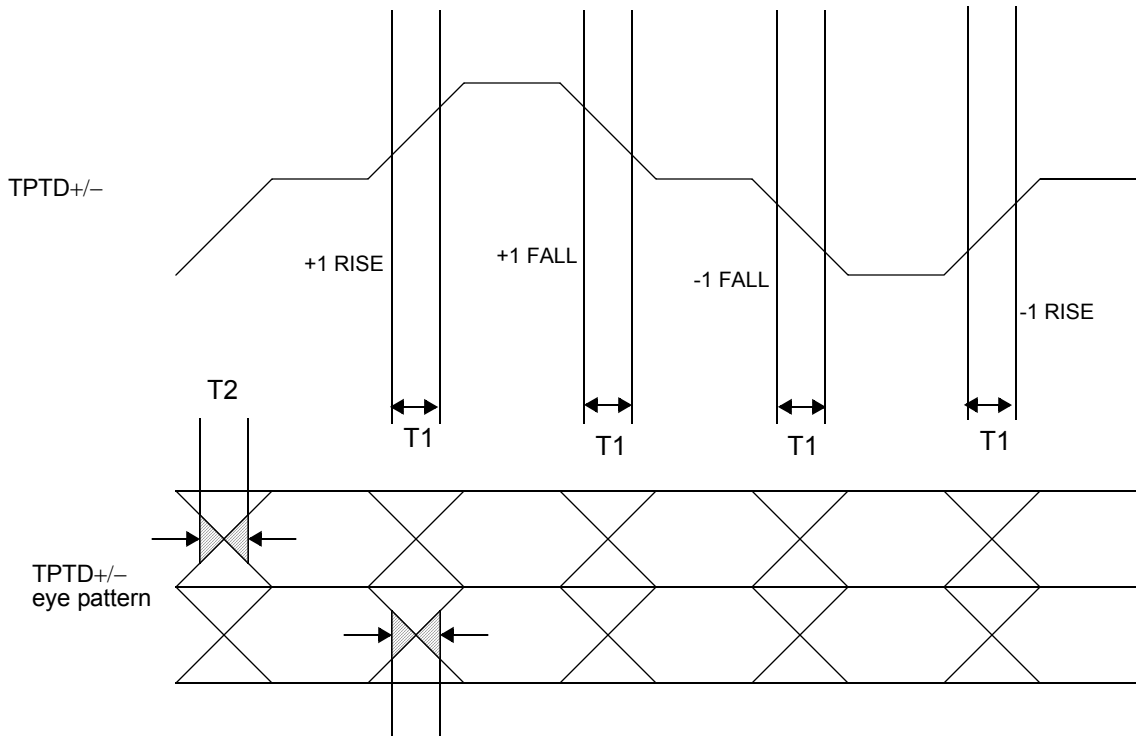 TPTD+/−
+1 RISE
+1 FALL
-1 FALL
-1 RISE
T2
T1
T1
T1
T1
TPTD+/−
eye pattern